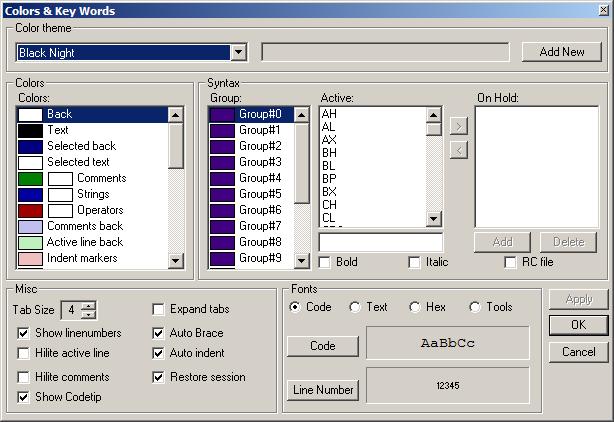 Colors & Key Words
Color theme
Black Night
Add New
Colors
Colors:
Back
Text
Selected back
Selected text
Comments
Strings
Operators
Comments back
Active line back
Indent markers
Syntax
Group:
Group#0
Group#1
Group#2
Group#3
Group#4
Group#5
Group#6
Group#7
Group#8
Group#9
Active:
AH
AL
AX
BH
BL
BP
BX
CH
CL
>
<
On Hold:
Add
Delete
Bold
Italic
RC file
Misc
Tab Size 4
Expand tabs
Show linenumbers
Auto Brace
Hilite active line
Auto indent
Hilite comments
Restore session
Show Codetip
Fonts
Code
Text
Hex
Tools
Code
AaBbCc
Line Number
12345
Apply
OK
Cancel